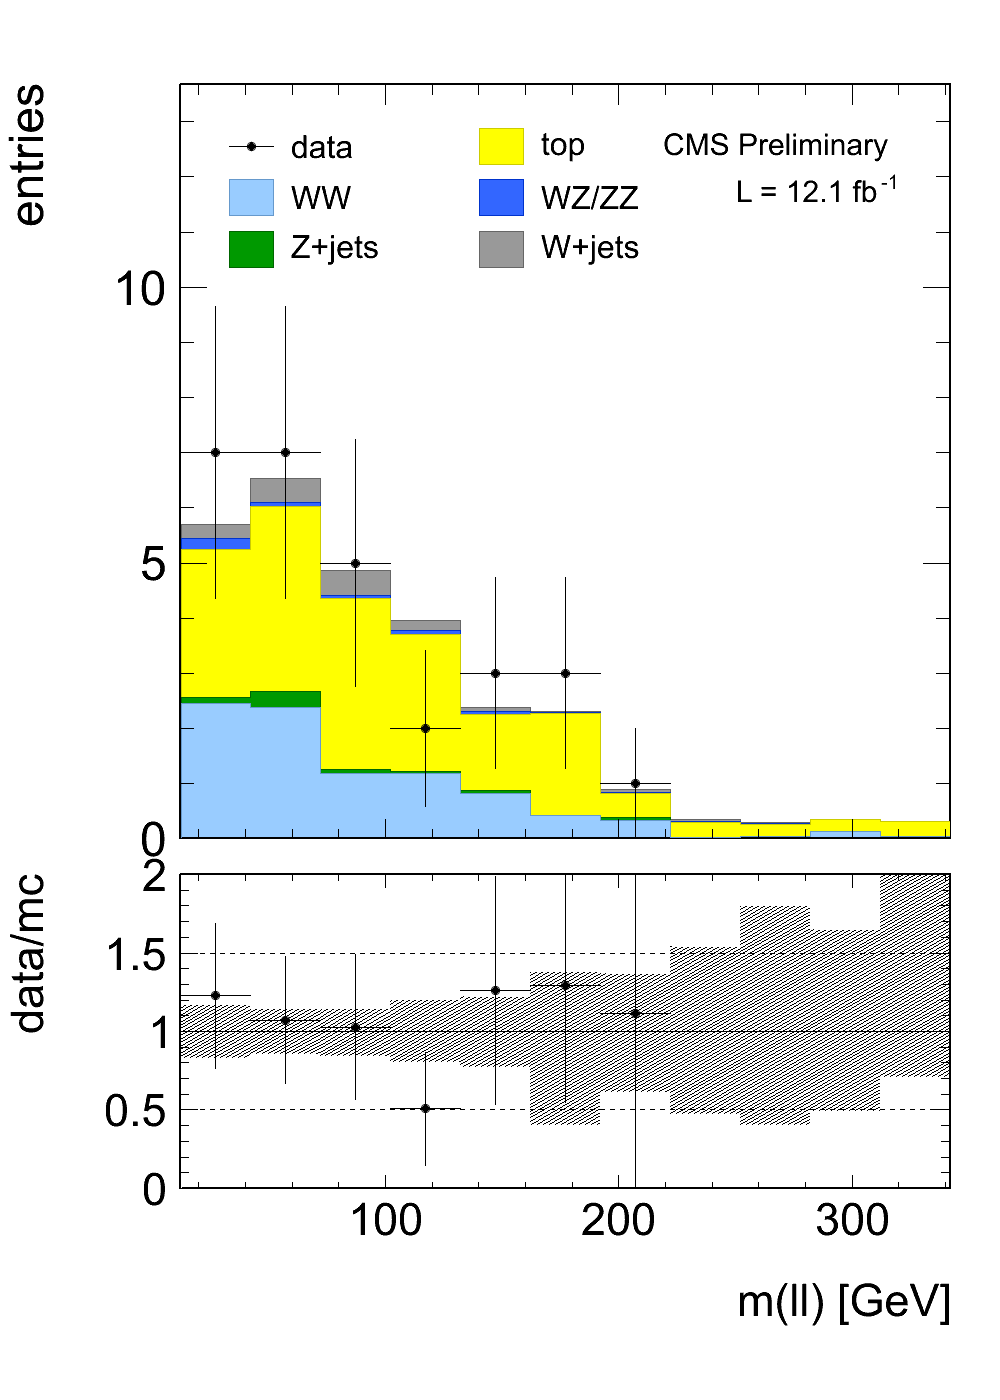 entries
data
top
CMS Preliminary
WW
WZ/ZZ
L = 12.1 fb-1
Z+jets
W+jets
10
5
0
data/mc
2
1.5
1
0.5
0
100 200 300
m(ll) [GeV]